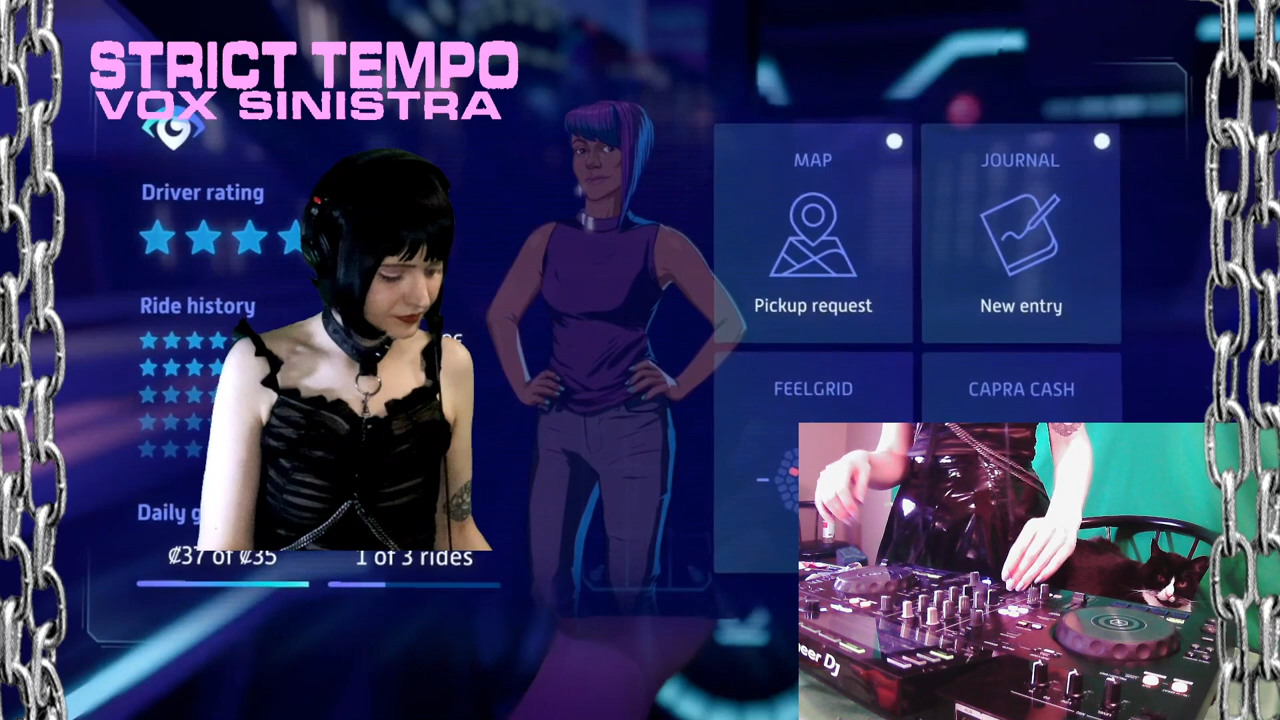 STRICT TEMPO
VOX SINISTRA
Driver rating
Ride history
Daily g
₡37 of ₡35
1 of 3 rides
MAP
Pickup request
JOURNAL
New entry
FEELGRID
CAPRA CASH
eer DJ